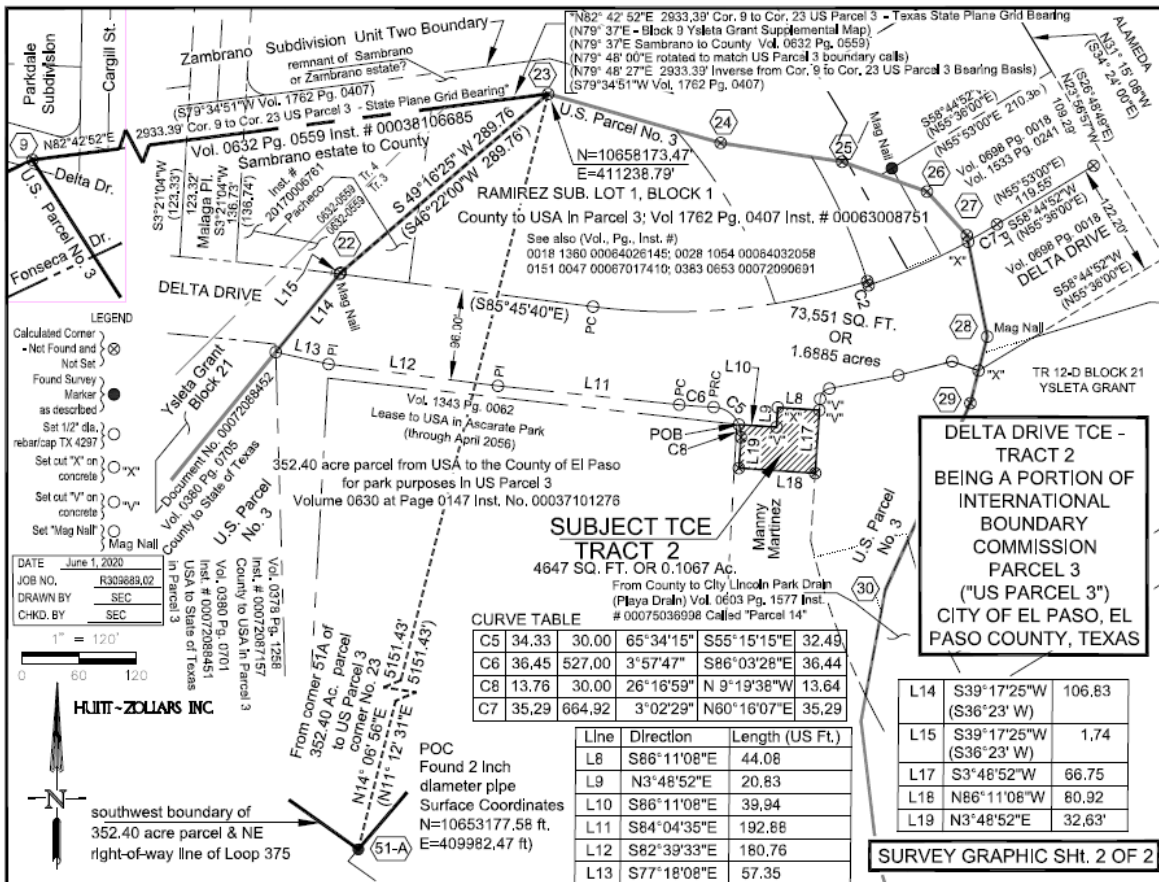 Parkdale
Subdivision
Cargill St.
Zambrano Subdivision Unit Two Boundary
remnant of Sambrano
or Zambrano estate?
(S79°34'51"W Vol. 1762 Pg. 0407)
N82°42'52"E 2933.39' Cor. 9 to Cor. 23 US Parcel 3 - State Plane Grid Bearing"
Vol. 0632 Pg. 0559 Inst. # 00038106685
Sambrano estate to County
"N82° 42' 52"E 2933,39' Cor. 9 to Cor. 23 US Parcel 3 - Texas State Plane Grid Bearing
(N79° 37'E - Block 9 Ysleta Grant Supplemental Map)
(N79° 37'E Sambrano to County Vol. 0632 Pg. 0559)
(N79° 48' 00"E rotated to match US Parcel 3 boundary calls)
(N79° 48' 27"E 2933.39' Inverse from Cor. 9 to Cor. 23 US Parcel 3 Bearing Basis)
(S79°34'51"W Vol. 1762 Pg. 0407)
ALAMEDA
N31° 15'08"W
(S34° 24'00"E)
(S26°48'49"E)
N23°56'57"W
109.29'
S58°44'52"W
(N55°36'00"E)
(N55°53'00"E 210.38')
Vol. 0698 Pg. 0018
Vol. 1533 Pg. 0241
(N55°53'00"E)
119.55'
S58°44'52"W
(N55°36'00"E)
Vol. 0698 Pg. 0018
DELTA DRIVE
122.20'
S58°44'52"W
(N55°36'00"E)
9
23
24
25
Mag Nail
26
27
C7
"X"
28
Mag Nail
"X"
29
30
22
Delta Dr.
U.S. Parcel No. 3
Fonseca Dr.
S3°21'04"W
(123,33')
123,32'
Malaga Pl.
S3°21'04"W
136,73'
(136,74')
Inst. #
20170006761
Pacheco
0632-0559 Tr. 4
0632-0559 Tr. 3
S 49°16'25" W 289.76
(S46°22'00"W 289.76)
U.S. Parcel No. 3
N=10658173.47'
E=411238.79'
RAMIREZ SUB. LOT 1, BLOCK 1
County to USA in Parcel 3; Vol 1762 Pg. 0407 Inst. # 00063008751
See also (Vol., Pg., Inst. #)
0018 1360 00064026145; 0028 1054 00064032058
0151 0047 00067017410; 0383 0653 00072090691
DELTA DRIVE
L15
L14
Mag Nail
96.00'
(S85°45'40"E)
PC
C2
73,551 SQ. FT.
OR
1.6885 acres
TR 12-D BLOCK 21
YSLETA GRANT
LEGEND
Calculated Corner
- Not Found and
Not Set
Found Survey
Marker
as described
Set 1/2" dia.
rebar/cap TX 4297
Set cut "X" on
concrete
"X"
Set cut "V" on
concrete
"V"
Set "Mag Nail"
Mag Nail
Ysleta Grant
Block 21
L13
PI
L12
PI
L11
PC
C6
PRC
C5
L10
L9
L8
"X"
"V"
"V"
"V"
L17
L19
L18
POB
C8
Vol. 1343 Pg. 0062
Lease to USA in Ascarate Park
(through April 2056)
352.40 acre parcel from USA to the County of El Paso
for park purposes in US Parcel 3
Volume 0630 at Page 0147 Inst. No. 00037101276
Document No. 00072088452
Vol. 0380 Pg. 0705
County to State of Texas
U.S. Parcel
No. 3
Vol. 0378 Pg. 1258
Inst. # 00072087157
County to USA in Parcel 3
Vol. 0380 Pg. 0701
Inst. # 00072088451
USA to State of Texas
in Parcel 3
SUBJECT TCE
TRACT 2
4647 SQ. FT. OR 0.1067 Ac.
Manny
Martinez
U.S. Parcel
No. 3
From County to City Lincoln Park Drain
(Playa Drain) Vol. 0603 Pg. 1577 Inst.
# 00075036998 Called "Parcel 14"
DELTA DRIVE TCE -
TRACT 2
BEING A PORTION OF
INTERNATIONAL
BOUNDARY
COMMISSION
PARCEL 3
("US PARCEL 3")
CITY OF EL PASO, EL
PASO COUNTY, TEXAS
DATE June 1, 2020
JOB NO. R309889.02
DRAWN BY SEC
CHKD. BY SEC
1" = 120'
0 60 120
HUITT~ZOLLARS INC.
N
From corner 51A of
352.40 Ac. parcel
to US Parcel 3
corner No. 23
N14° 06' 56"E 5151.43'
(N11° 12' 31"E 5151.43')
southwest boundary of
352.40 acre parcel & NE
right-of-way line of Loop 375
51-A
POC
Found 2 Inch
diameter pipe
Surface Coordinates
N=10653177.58 ft.
E=409982,47 ft)
CURVE TABLE
C5 34.33 30.00 65°34'15" S55°15'15"E 32.49
C6 36,45 527,00 3°57'47" S86°03'28"E 36,44
C8 13.76 30.00 26°16'59" N 9°19'38"W 13.64
C7 35,29 664,92 3°02'29" N60°16'07"E 35,29
Line Direction Length (US Ft.)
L8 S86°11'08"E 44.08
L9 N3°48'52"E 20,83
L10 S86°11'08"E 39,94
L11 S84°04'35"E 192.88
L12 S82°39'33"E 180,76
L13 S77°18'08"E 57.35
L14 S39°17'25"W 106,83
(S36°23' W)
L15 S39°17'25"W 1,74
(S36°23' W)
L17 S3°48'52"W 66.75
L18 N86°11'08"W 80.92
L19 N3°48'52"E 32,63'
SURVEY GRAPHIC SHt. 2 OF 2